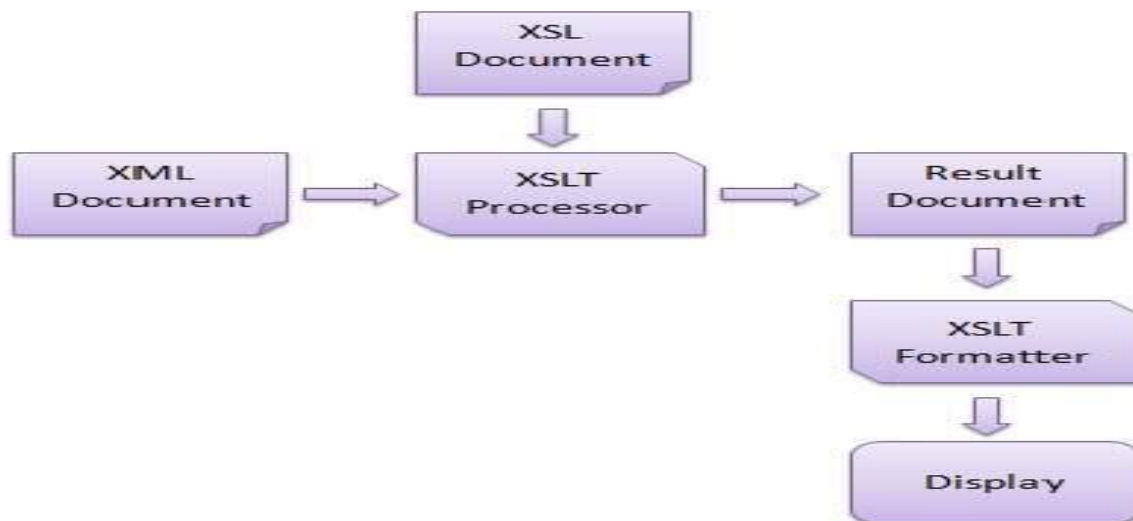 XSL
Document
XML
Document
XSLT
Processor
Result
Document
XSLT
Formatter
Display